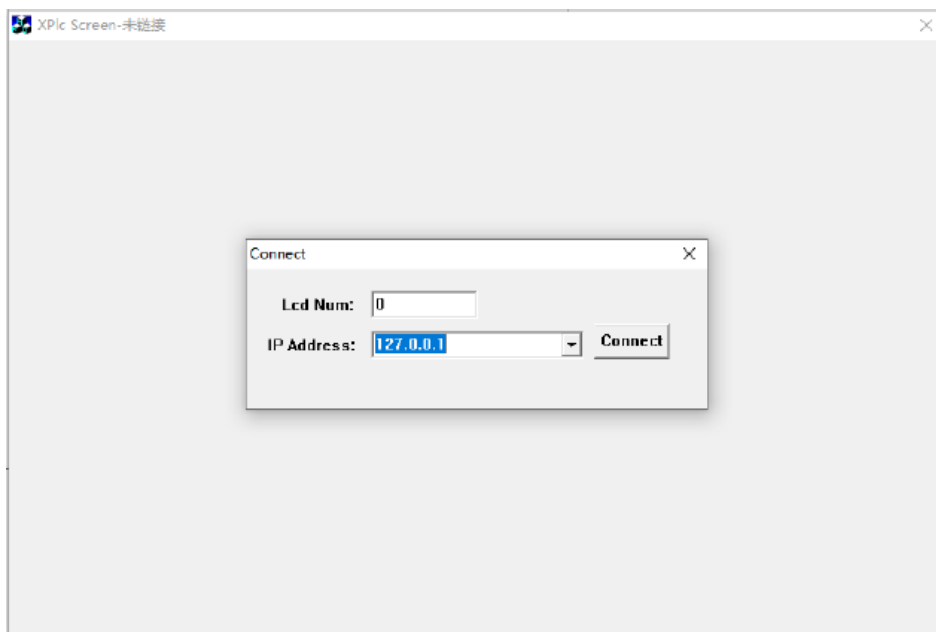 XPlc Screen-未链接
Connect
Lcd Num: 0
IP Address: 127.0.0.1 Connect